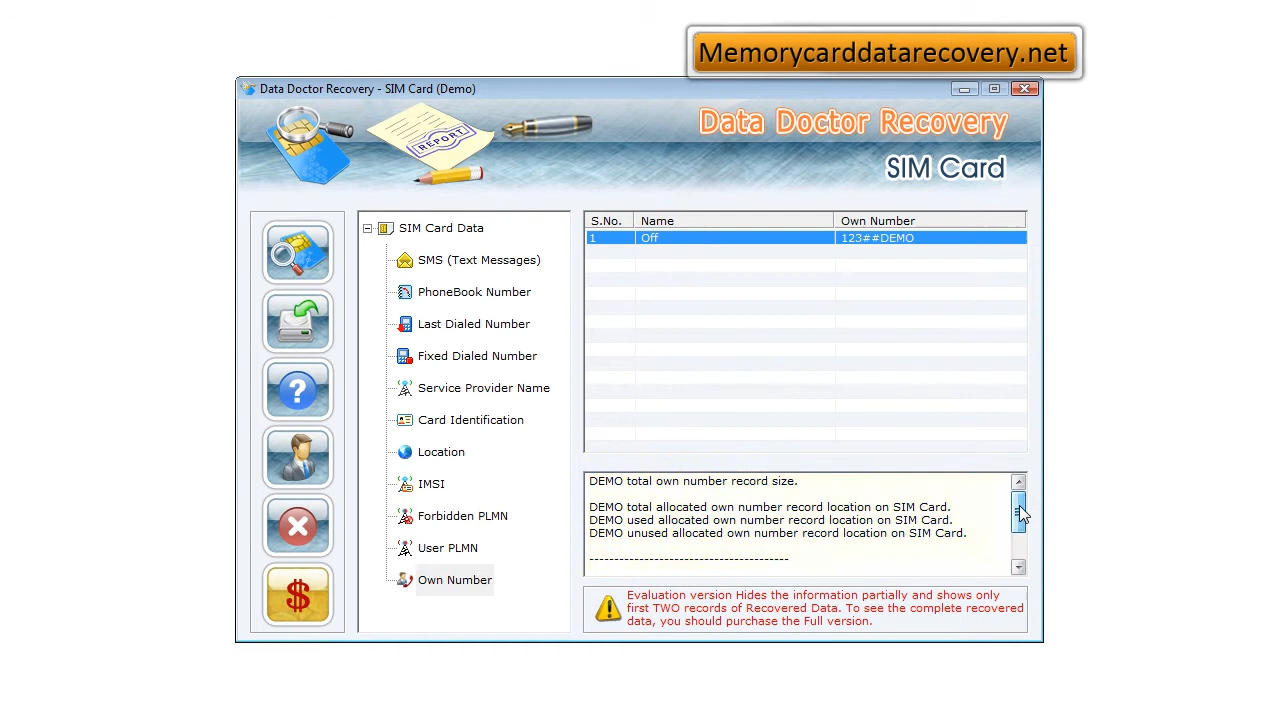 Memorycarddatarecovery.net
Data Doctor Recovery - SIM Card (Demo)
REPORT
Data Doctor Recovery
SIM Card
SIM Card Data
SMS (Text Messages)
PhoneBook Number
Last Dialed Number
Fixed Dialed Number
Service Provider Name
Card Identification
Location
IMSI
Forbidden PLMN
User PLMN
Own Number
?
$
S.No. Name Own Number
1 Off 123##DEMO
DEMO total own number record size.
DEMO total allocated own number record location on SIM Card.
DEMO used allocated own number record location on SIM Card.
DEMO unused allocated own number record location on SIM Card.
----------------------------------------
Evaluation version Hides the information partially and shows only
first TWO records of Recovered Data. To see the complete recovered
data, you should purchase the Full version.